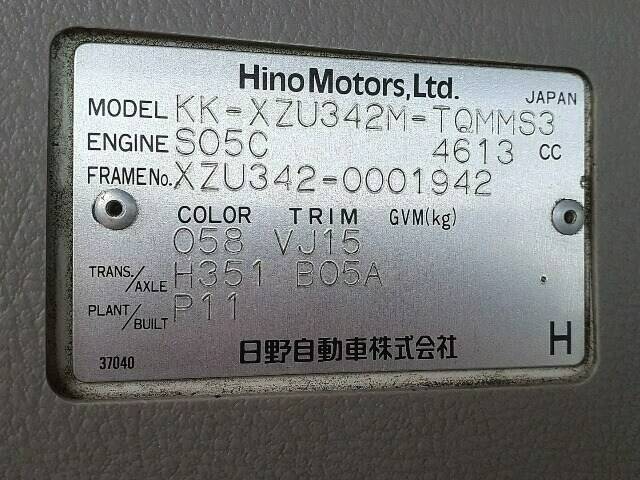 Hino Motors, Ltd.
JAPAN
MODEL KK-XZU342M-TQMMS3
ENGINE S05C 4613 CC
FRAME No. XZU342-0001942
COLOR TRIM GVM(kg)
058 VJ15
TRANS./AXLE H351 B05A
PLANT/BUILT P11
37040 日野自動車株式会社 H